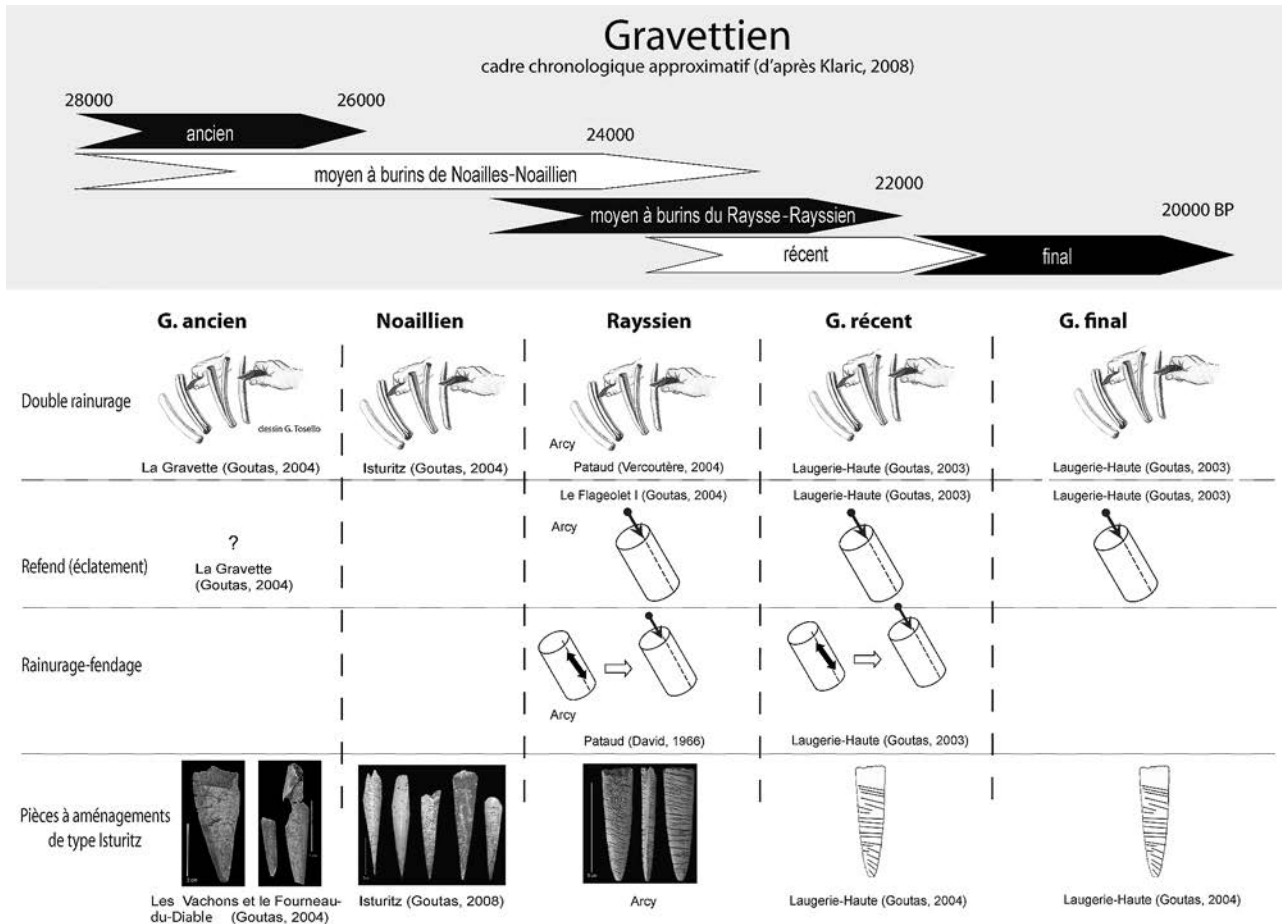 Gravettien
cadre chronologique approximatif (d'après Klaric, 2008)
28000
26000
ancien
24000
moyen à burins de Noailles-Noaillien
22000
moyen à burins du Raysse-Rayssien
20000 BP
récent
final
G. ancien
Noaillien
Rayssien
G. récent
G. final
Double rainurage
dessin G. Tosello
Arcy
La Gravette (Goutas, 2004)
Isturitz (Goutas, 2004)
Pataud (Vercoutère, 2004)
Laugerie-Haute (Goutas, 2003)
Laugerie-Haute (Goutas, 2003)
Le Flageolet I (Goutas, 2004)
Laugerie-Haute (Goutas, 2003)
Laugerie-Haute (Goutas, 2003)
Refend (éclatement)
?
La Gravette
(Goutas, 2004)
Arcy
Rainurage-fendage
Arcy
Pataud (David, 1966)
Laugerie-Haute (Goutas, 2003)
Pièces à aménagements
de type Isturitz
Les Vachons et le Fourneau-
du-Diable (Goutas, 2004)
Isturitz (Goutas, 2008)
Arcy
Laugerie-Haute (Goutas, 2004)
Laugerie-Haute (Goutas, 2004)